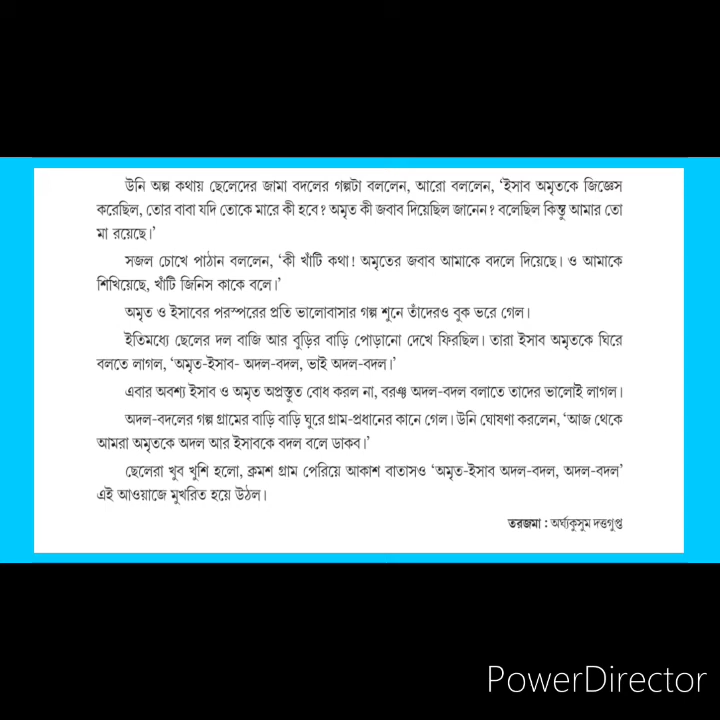 উনি অল্প কথায় ছেলেদের জামা বদলের গল্পটা বললেন, আরো বললেন, ‘ইসাব অমৃতকে জিজ্ঞেস
করেছিল, তোর বাবা যদি তোকে মারে কী হবে? অমৃত কী জবাব দিয়েছিল জানেন? বলেছিল কিন্তু আমার তো
মা রয়েছে।’
সজল চোখে পাঠান বললেন, ‘কী খাঁটি কথা! অমৃতের জবাব আমাকে বদলে দিয়েছে। ও আমাকে
শিখিয়েছে, খাঁটি জিনিস কাকে বলে।’
অমৃত ও ইসাবের পরস্পরের প্রতি ভালোবাসার গল্প শুনে তাঁদেরও বুক ভরে গেল।
ইতিমধ্যে ছেলের দল বাজি আর বুড়ির বাড়ি পোড়ানো দেখে ফিরছিল। তারা ইসাব অমৃতকে ঘিরে
বলতে লাগল, ‘অমৃত-ইসাব- অদল-বদল, ভাই অদল-বদল।’
এবার অবশ্য ইসাব ও অমৃত অপ্রস্তুত বোধ করল না, বরঞ্চ অদল-বদল বলাতে তাদের ভালোই লাগল।
অদল-বদলের গল্প গ্রামের বাড়ি বাড়ি ঘুরে গ্রাম-প্রধানের কানে গেল। উনি ঘোষণা করলেন, ‘আজ থেকে
আমরা অমৃতকে অদল আর ইসাবকে বদল বলে ডাকব।’
ছেলেরা খুব খুশি হলো, ক্রমশ গ্রাম পেরিয়ে আকাশ বাতাসও ‘অমৃত-ইসাব অদল-বদল, অদল-বদল’
এই আওয়াজে মুখরিত হয়ে উঠল।
তরজমা : অর্ঘ্যকুসুম দত্তগুপ্ত
PowerDirector